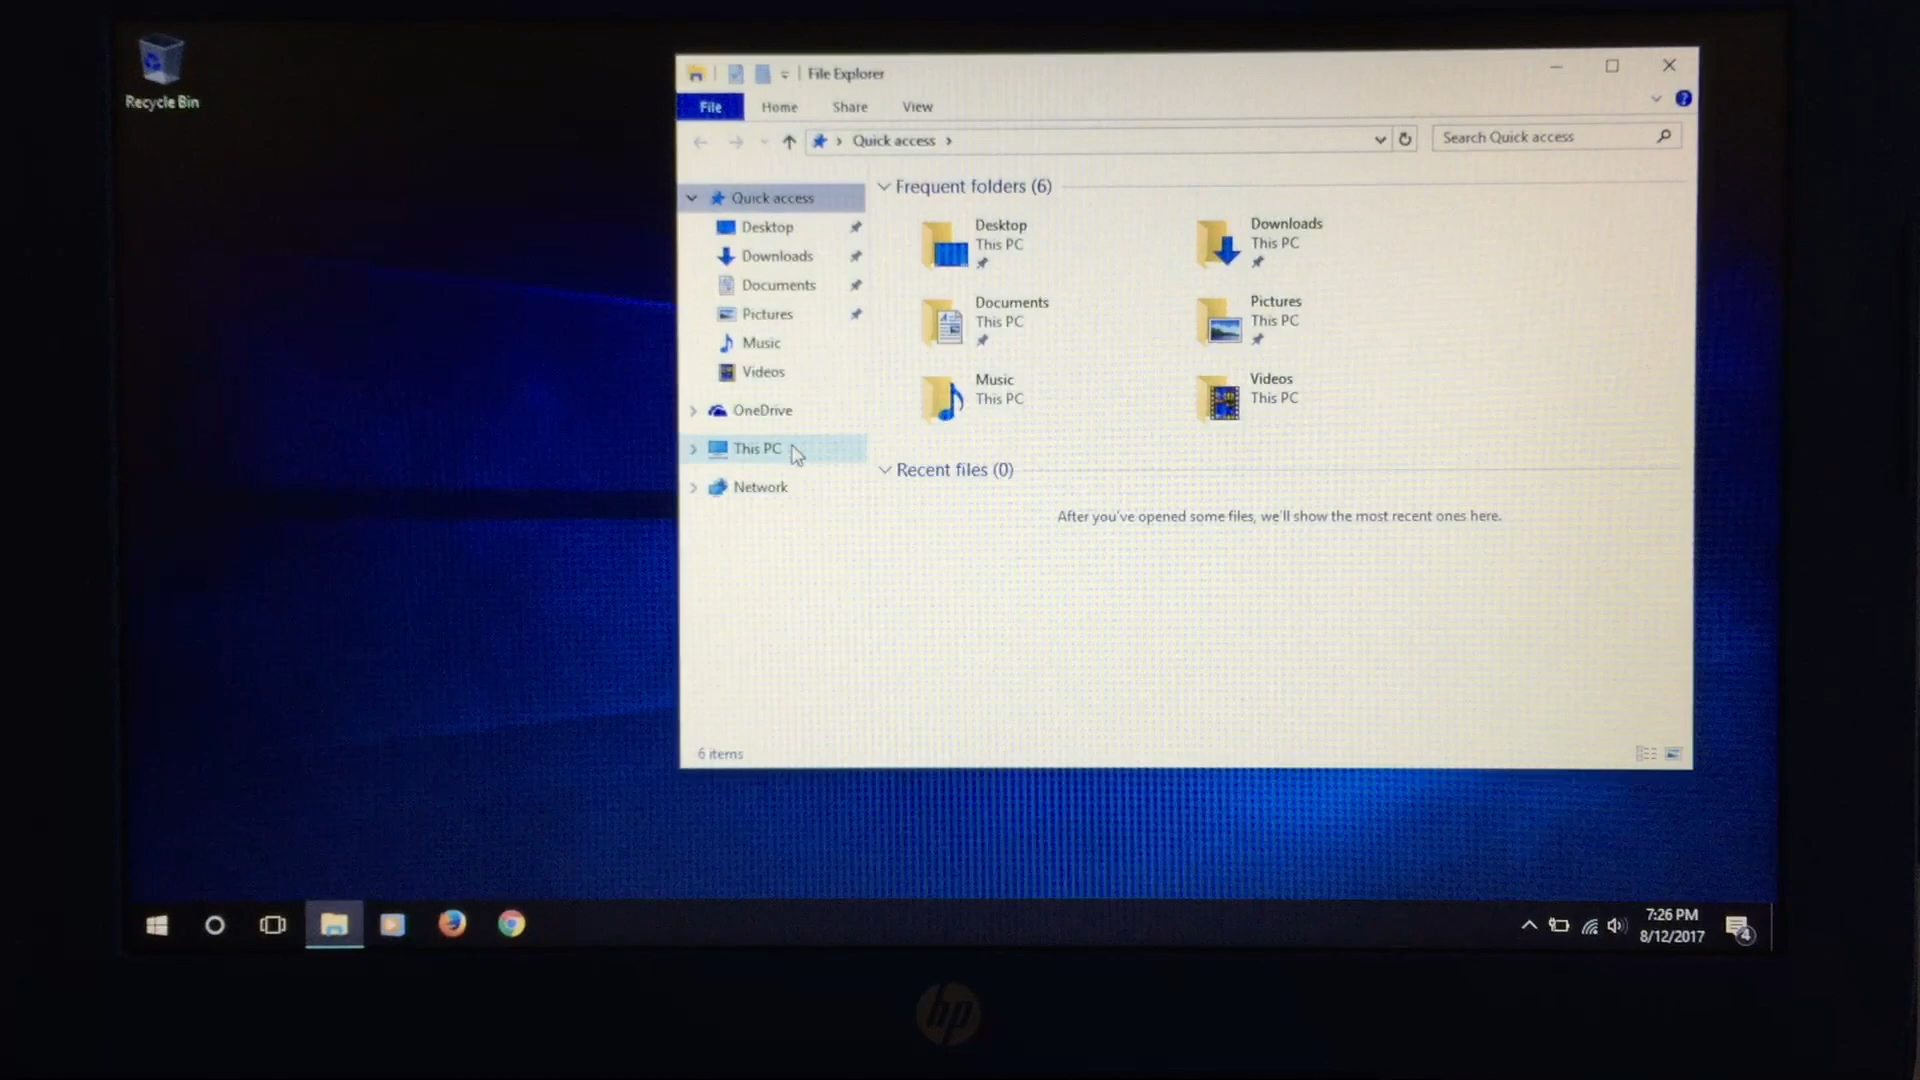 Recycle Bin
File Explorer
File Home Share View
Quick access
Search Quick access
Quick access
Desktop
Downloads
Documents
Pictures
Music
Videos
OneDrive
This PC
Network
Frequent folders (6)
Desktop
This PC
Downloads
This PC
Documents
This PC
Pictures
This PC
Music
This PC
Videos
This PC
Recent files (0)
After you've opened some files, we'll show the most recent ones here.
6 items
7:26 PM
8/12/2017
4
hp